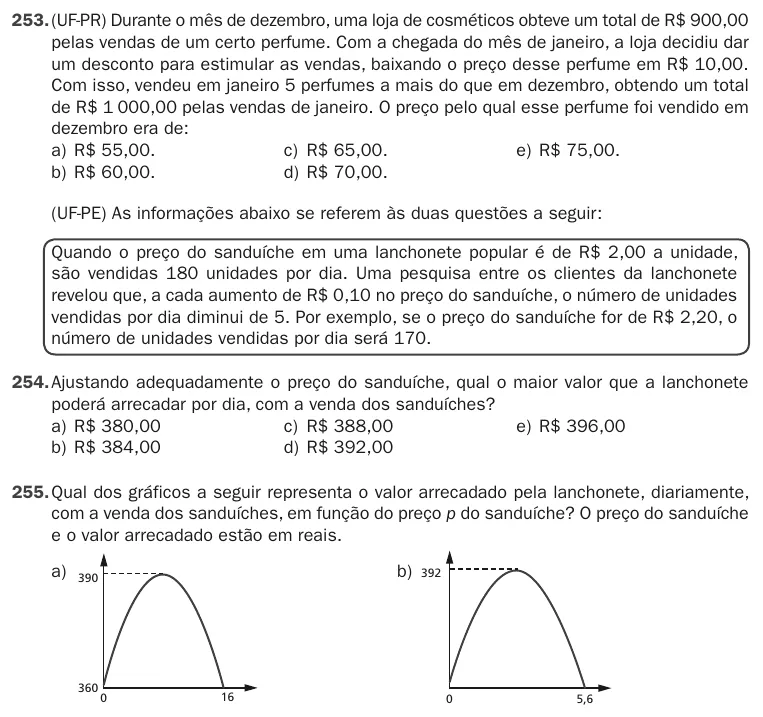 253. (UF-PR) Durante o mês de dezembro, uma loja de cosméticos obteve um total de R$ 900,00
pelas vendas de um certo perfume. Com a chegada do mês de janeiro, a loja decidiu dar
um desconto para estimular as vendas, baixando o preço desse perfume em R$ 10,00.
Com isso, vendeu em janeiro 5 perfumes a mais do que em dezembro, obtendo um total
de R$ 1 000,00 pelas vendas de janeiro. O preço pelo qual esse perfume foi vendido em
dezembro era de:
a) R$ 55,00. c) R$ 65,00. e) R$ 75,00.
b) R$ 60,00. d) R$ 70,00.
(UF-PE) As informações abaixo se referem às duas questões a seguir:
Quando o preço do sanduíche em uma lanchonete popular é de R$ 2,00 a unidade,
são vendidas 180 unidades por dia. Uma pesquisa entre os clientes da lanchonete
revelou que, a cada aumento de R$ 0,10 no preço do sanduíche, o número de unidades
vendidas por dia diminui de 5. Por exemplo, se o preço do sanduíche for de R$ 2,20, o
número de unidades vendidas por dia será 170.
254. Ajustando adequadamente o preço do sanduíche, qual o maior valor que a lanchonete
poderá arrecadar por dia, com a venda dos sanduíches?
a) R$ 380,00 c) R$ 388,00 e) R$ 396,00
b) R$ 384,00 d) R$ 392,00
255. Qual dos gráficos a seguir representa o valor arrecadado pela lanchonete, diariamente,
com a venda dos sanduíches, em função do preço p do sanduíche? O preço do sanduíche
e o valor arrecadado estão em reais.
a) 390 b) 392
360
0 16 0 5,6